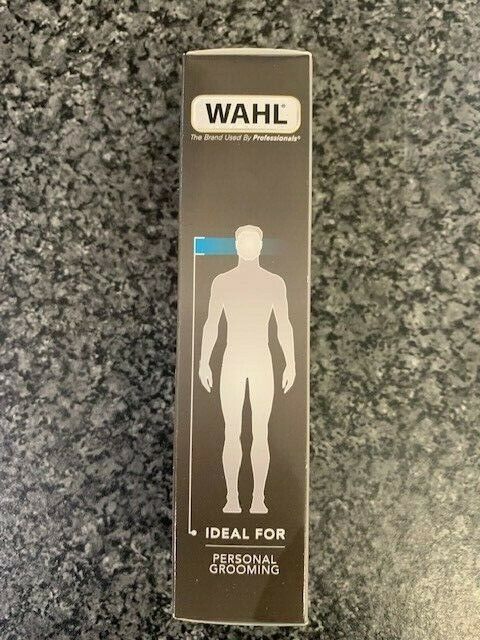 WAHL®
The Brand Used By Professionals®
IDEAL FOR
PERSONAL
GROOMING